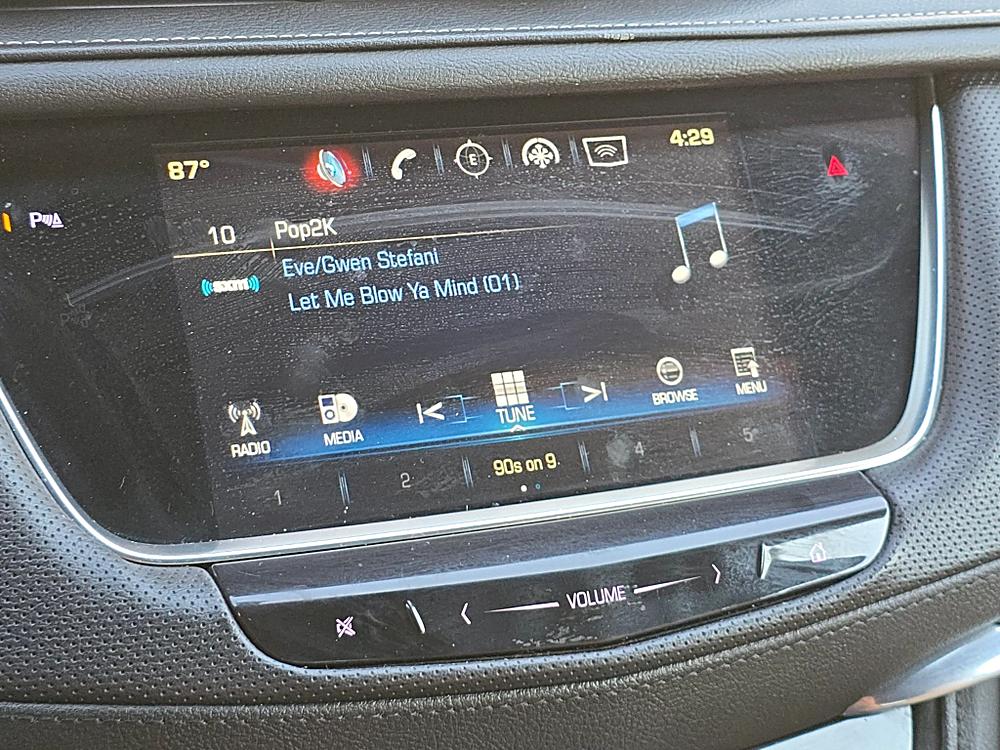 87° E 4:29
P
10 Pop2K
((sxm)) Eve/Gwen Stefani
Let Me Blow Ya Mind (01)
RADIO MEDIA TUNE BROWSE MENU
1 2 90s on 9 4 5
VOLUME